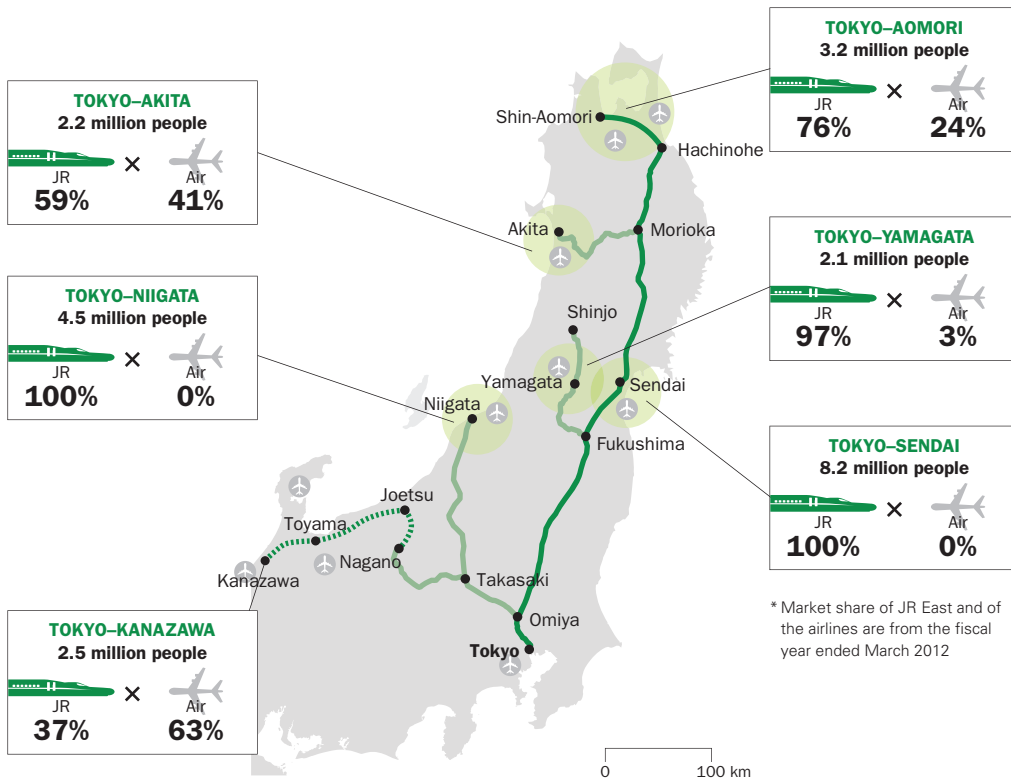 TOKYO–AOMORI
3.2 million people
JR
×
Air
76%
24%
TOKYO–AKITA
2.2 million people
JR
×
Air
59%
41%
TOKYO–NIIGATA
4.5 million people
JR
×
Air
100%
0%
TOKYO–YAMAGATA
2.1 million people
JR
×
Air
97%
3%
TOKYO–SENDAI
8.2 million people
JR
×
Air
100%
0%
TOKYO–KANAZAWA
2.5 million people
JR
×
Air
37%
63%
Shin-Aomori
Hachinohe
Akita
Morioka
Shinjo
Yamagata
Sendai
Niigata
Fukushima
Joetsu
Toyama
Nagano
Kanazawa
Takasaki
Omiya
Tokyo
* Market share of JR East and of
the airlines are from the fiscal
year ended March 2012
0
100 km